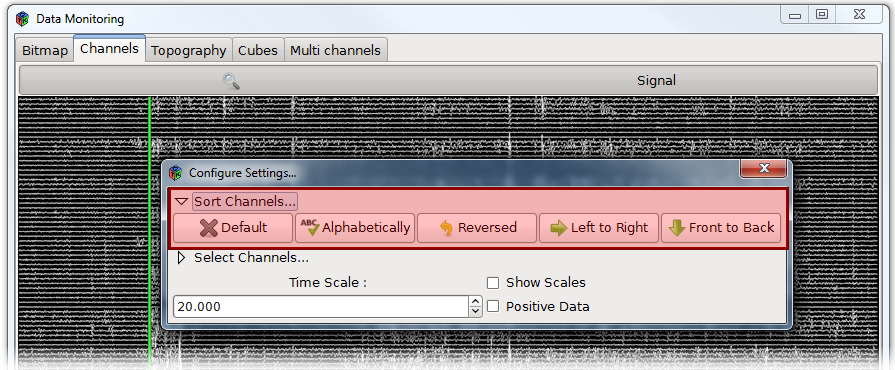 Data Monitoring
Bitmap Channels Topography Cubes Multi channels
Signal
Configure Settings...
Sort Channels...
Default ABC Alphabetically Reversed Left to Right Front to Back
Select Channels...
Time Scale : Show Scales
20.000 Positive Data